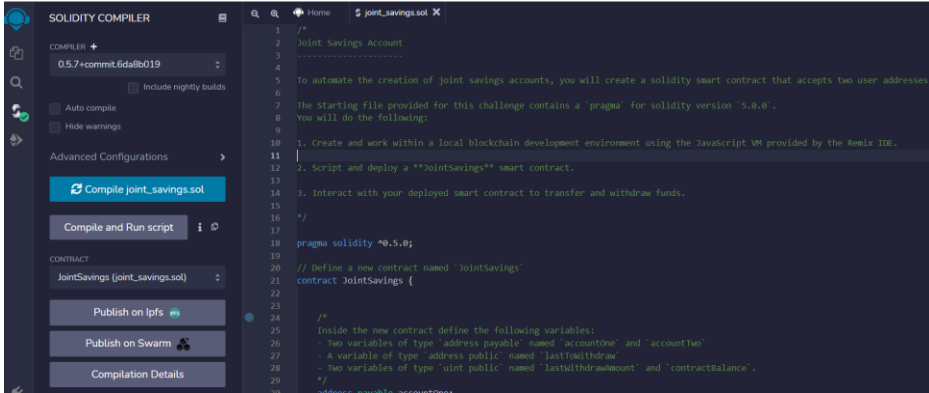 SOLIDITY COMPILER
COMPILER +
0.5.7+commit.6da8b019
Include nightly builds
Auto compile
Hide warnings
Advanced Configurations
Compile joint_savings.sol
Compile and Run script
i
CONTRACT
JointSavings (joint_savings.sol)
Publish on Ipfs
Publish on Swarm
Compilation Details
Home
joint_savings.sol X
1 /*
2 Joint Savings Account
3 ---------------------
4
5 To automate the creation of joint savings accounts, you will create a solidity smart contract that accepts two user addresses
6
7 The Starting file provided for this challenge contains a `pragma` for solidity version `5.0.0`.
8 You will do the following:
9
10 1. Create and work within a local blockchain development environment using the JavaScript VM provided by the Remix IDE.
11
12 2. Script and deploy a **JointSavings** smart contract.
13
14 3. Interact with your deployed smart contract to transfer and withdraw funds.
15
16 */
17
18 pragma solidity ^0.5.0;
19
20 // Define a new contract named `JointSavings`
21 contract JointSavings {
22
23
24 /*
25 Inside the new contract define the following variables:
26 - Two variables of type `address payable` named `accountOne` and `accountTwo`
27 - A variable of type `address public` named `lastToWithdraw`
28 - Two variables of type `uint public` named `lastWithdrawAmount` and `contractBalance`.
29 */
30 address payable accountOne;